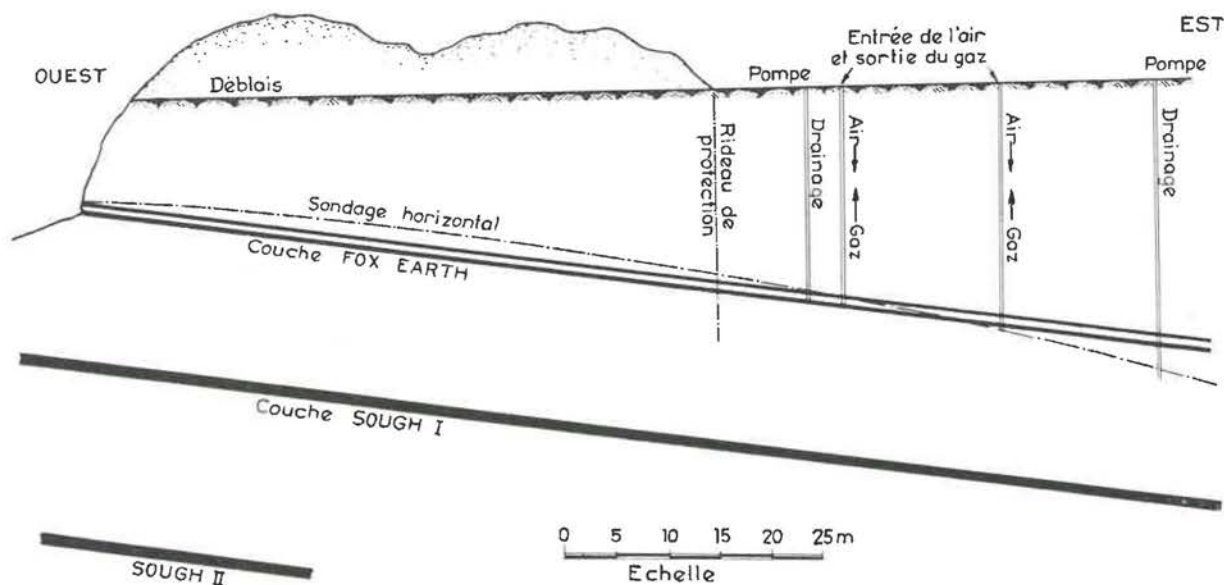 EST
Entrée de l'air
et sortie du gaz
OUEST
Déblais
Pompe
Pompe
Rideau de
protection
Drainage
Air
Gaz
Air
Gaz
Drainage
Sondage horizontal
Couche FOX EARTH
Couche SOUGH I
SOUGH II
0 5 10 15 20 25 m
Echelle